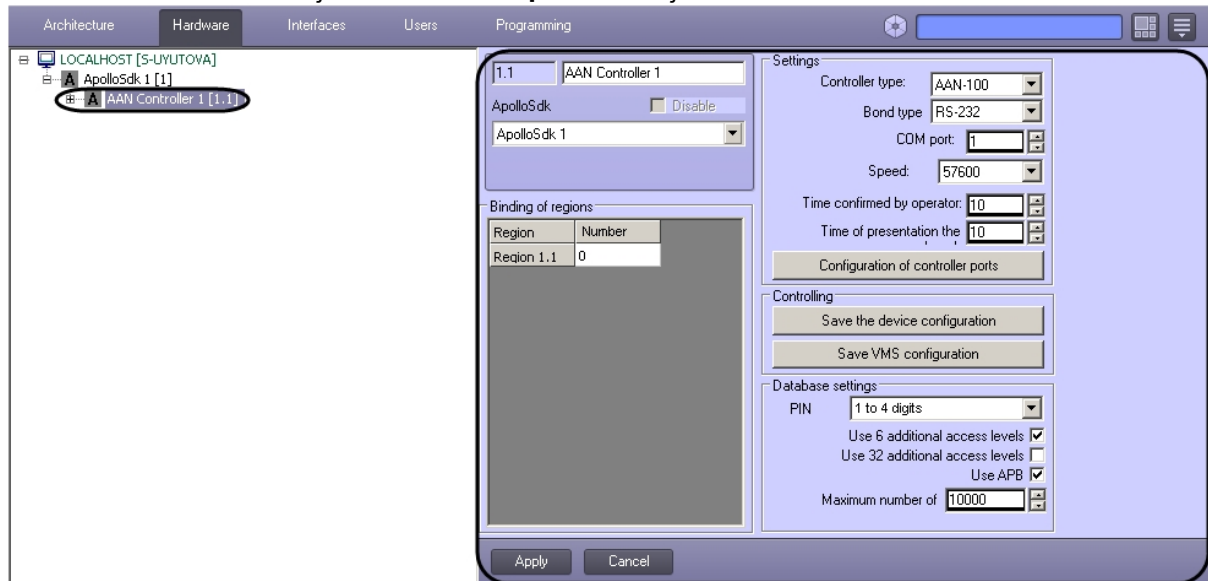 Architecture Hardware Interfaces Users Programming
LOCALHOST [S-UYUTOVA]
ApolloSdk 1 [1]
AAN Controller 1 [1.1]
1.1 AAN Controller 1
ApolloSdk Disable
ApolloSdk 1
Binding of regions
Region Number
Region 1.1 0
Settings
Controller type: AAN-100
Bond type RS-232
COM port: 1
Speed: 57600
Time confirmed by operator: 10
Time of presentation the 10
Configuration of controller ports
Controlling
Save the device configuration
Save VMS configuration
Database settings
PIN 1 to 4 digits
Use 6 additional access levels
Use 32 additional access levels
Use APB
Maximum number of 10000
Apply Cancel